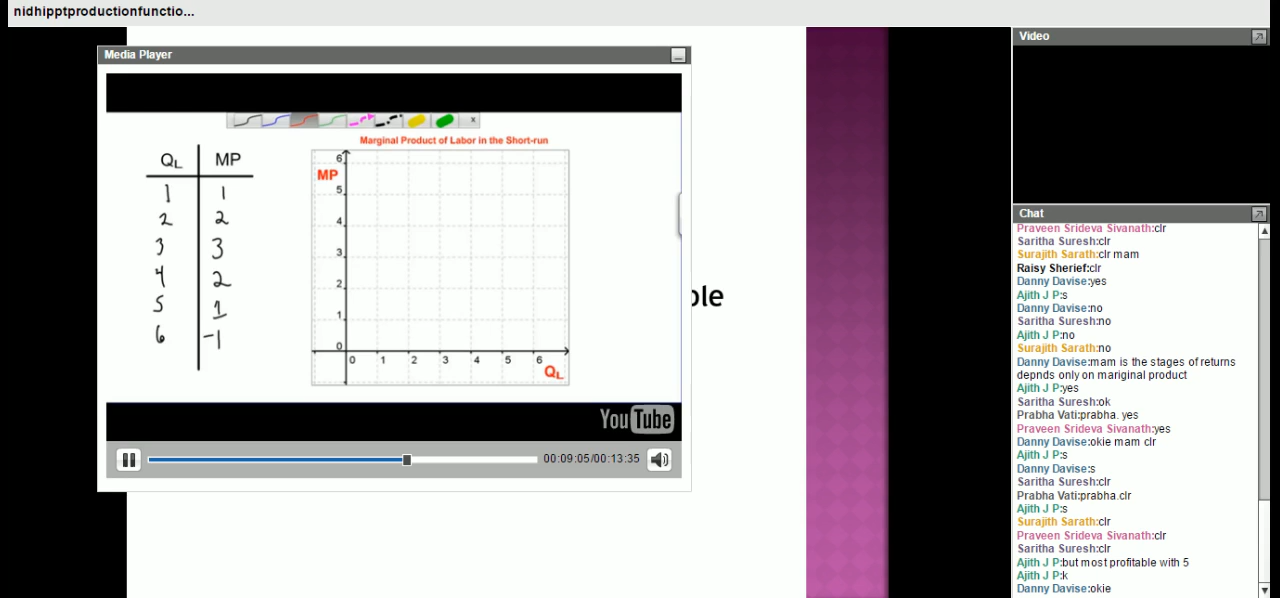 nidhipptproductionfunctio...
Media Player
Marginal Product of Labor in the Short-run
QL MP
1 1
2 2
3 3
4 2
5 1
6 -1
MP
6
5
4
3
2
1
0
0 1 2 3 4 5 6
QL
YouTube
00:09:05/00:13:35
ple
Video
Chat
Praveen Srideva Sivanath:clr
Saritha Suresh:clr
Surajith Sarath:clr mam
Raisy Sherief:clr
Danny Davise:yes
Ajith J P:s
Danny Davise:no
Saritha Suresh:no
Ajith J P:no
Surajith Sarath:no
Danny Davise:mam is the stages of returns
depnds only on mariginal product
Ajith J P:yes
Saritha Suresh:ok
Prabha Vati:prabha. yes
Praveen Srideva Sivanath:yes
Danny Davise:okie mam clr
Ajith J P:s
Danny Davise:s
Saritha Suresh:clr
Prabha Vati:prabha.clr
Ajith J P:s
Surajith Sarath:clr
Praveen Srideva Sivanath:clr
Saritha Suresh:clr
Ajith J P:but most profitable with 5
Ajith J P:k
Danny Davise:okie